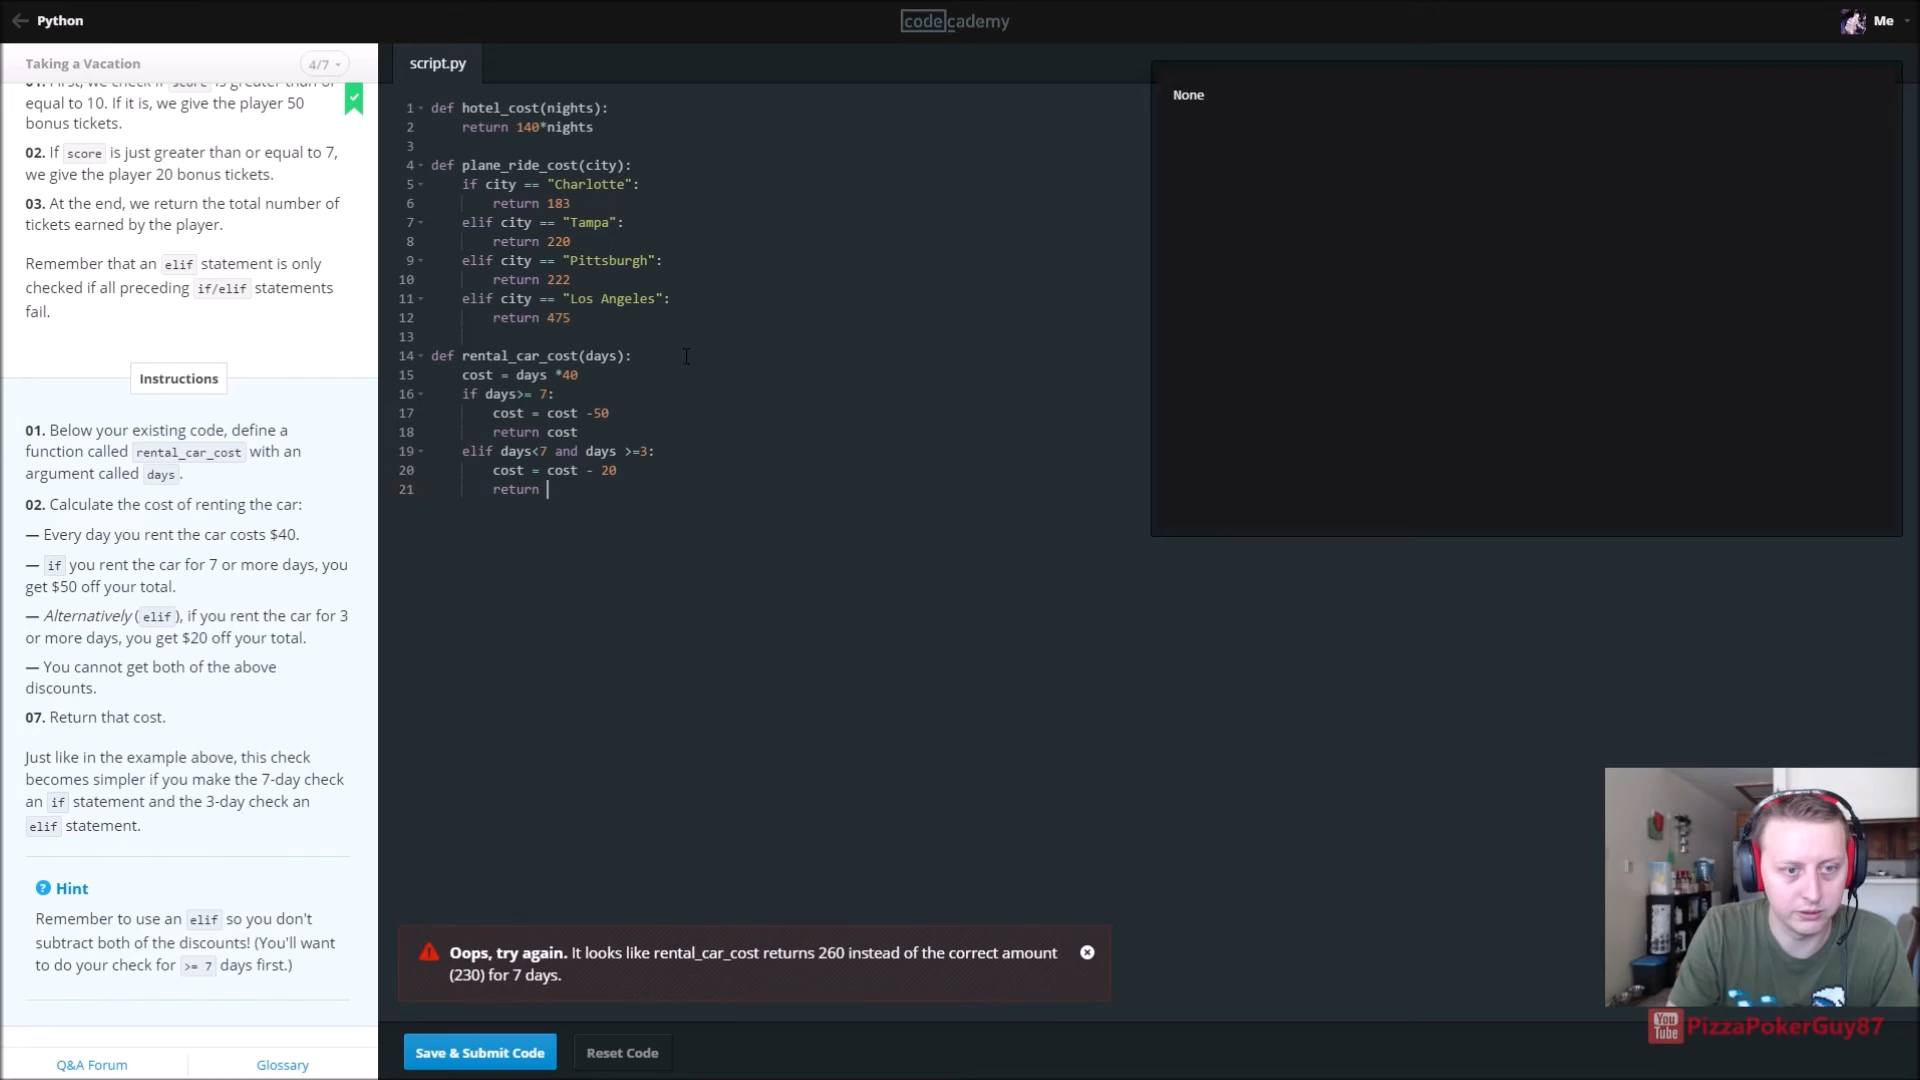 Python
codecademy
Me
Taking a Vacation
4/7
01. First, we check if score is greater than or
equal to 10. If it is, we give the player 50
bonus tickets.
02. If score is just greater than or equal to 7,
we give the player 20 bonus tickets.
03. At the end, we return the total number of
tickets earned by the player.
Remember that an elif statement is only
checked if all preceding if/elif statements
fail.
Instructions
01. Below your existing code, define a
function called rental_car_cost with an
argument called days.
02. Calculate the cost of renting the car:
— Every day you rent the car costs $40.
— if you rent the car for 7 or more days, you
get $50 off your total.
— Alternatively (elif), if you rent the car for 3
or more days, you get $20 off your total.
— You cannot get both of the above
discounts.
07. Return that cost.
Just like in the example above, this check
becomes simpler if you make the 7-day check
an if statement and the 3-day check an
elif statement.
? Hint
Remember to use an elif so you don't
subtract both of the discounts! (You'll want
to do your check for >= 7 days first.)
Q&A Forum
Glossary
script.py
1 def hotel_cost(nights):
2     return 140*nights
3
4 def plane_ride_cost(city):
5     if city == "Charlotte":
6         return 183
7     elif city == "Tampa":
8         return 220
9     elif city == "Pittsburgh":
10         return 222
11     elif city == "Los Angeles":
12         return 475
13
14 def rental_car_cost(days):
15     cost = days *40
16     if days>= 7:
17         cost = cost -50
18         return cost
19     elif days<7 and days >=3:
20         cost = cost - 20
21         return
None
Oops, try again. It looks like rental_car_cost returns 260 instead of the correct amount
(230) for 7 days.
Save & Submit Code
Reset Code
You
Tube
PizzaPokerGuy87